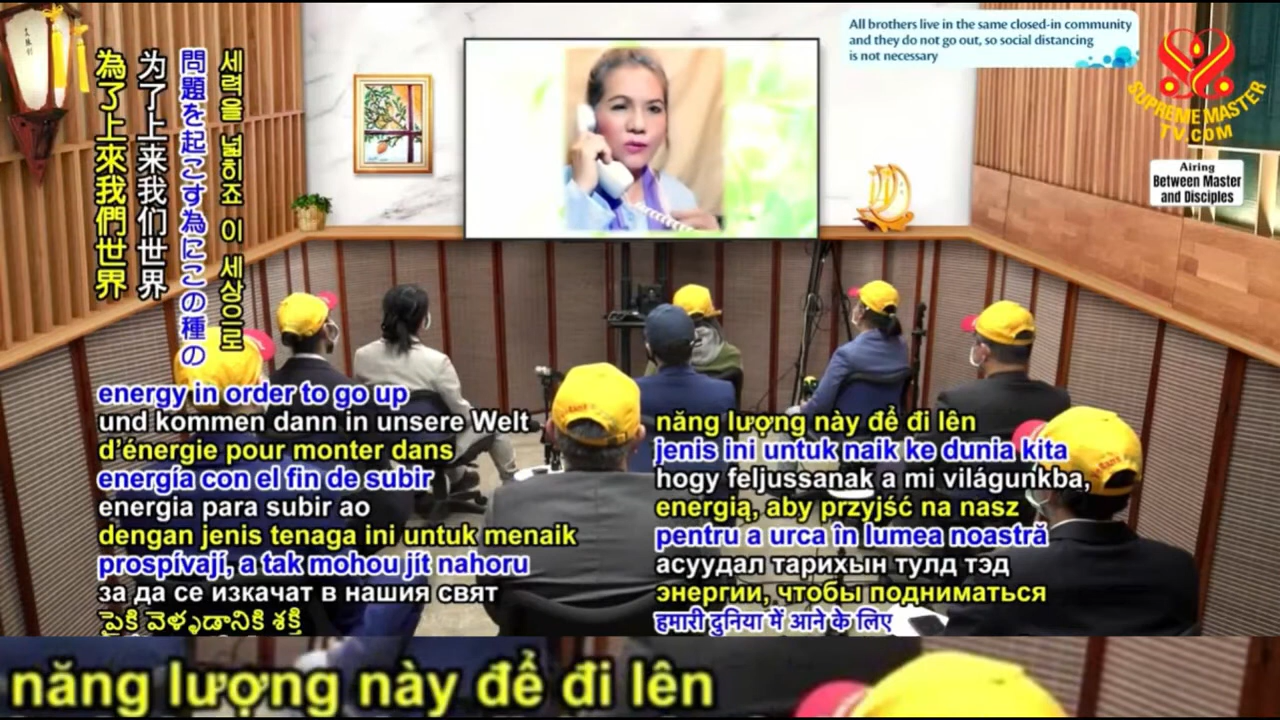 All brothers live in the same closed-in community
and they do not go out, so social distancing
is not necessary
SUPREME MASTER
TV.COM
Airing
Between Master
and Disciples
세력을 넓히죠 이 세상으로
問題を起こす為にこの種の
为了上来我们世界
為了上來我們世界
energy in order to go up
und kommen dann in unsere Welt
d'énergie pour monter dans
energía con el fin de subir
energia para subir ao
dengan jenis tenaga ini untuk menaik
prospívají, a tak mohou jít nahoru
за да се изкачат в нашия свят
పైకి వెళ్ళడానికి శక్తి
năng lượng này để đi lên
jenis ini untuk naik ke dunia kita
hogy feljussanak a mi világunkba,
energią, aby przyjść na nasz
pentru a urca în lumea noastră
асуудал тарихын тулд тэд
энергии, чтобы подниматься
हमारी दुनिया में आने के लिए
năng lượng này để đi lên